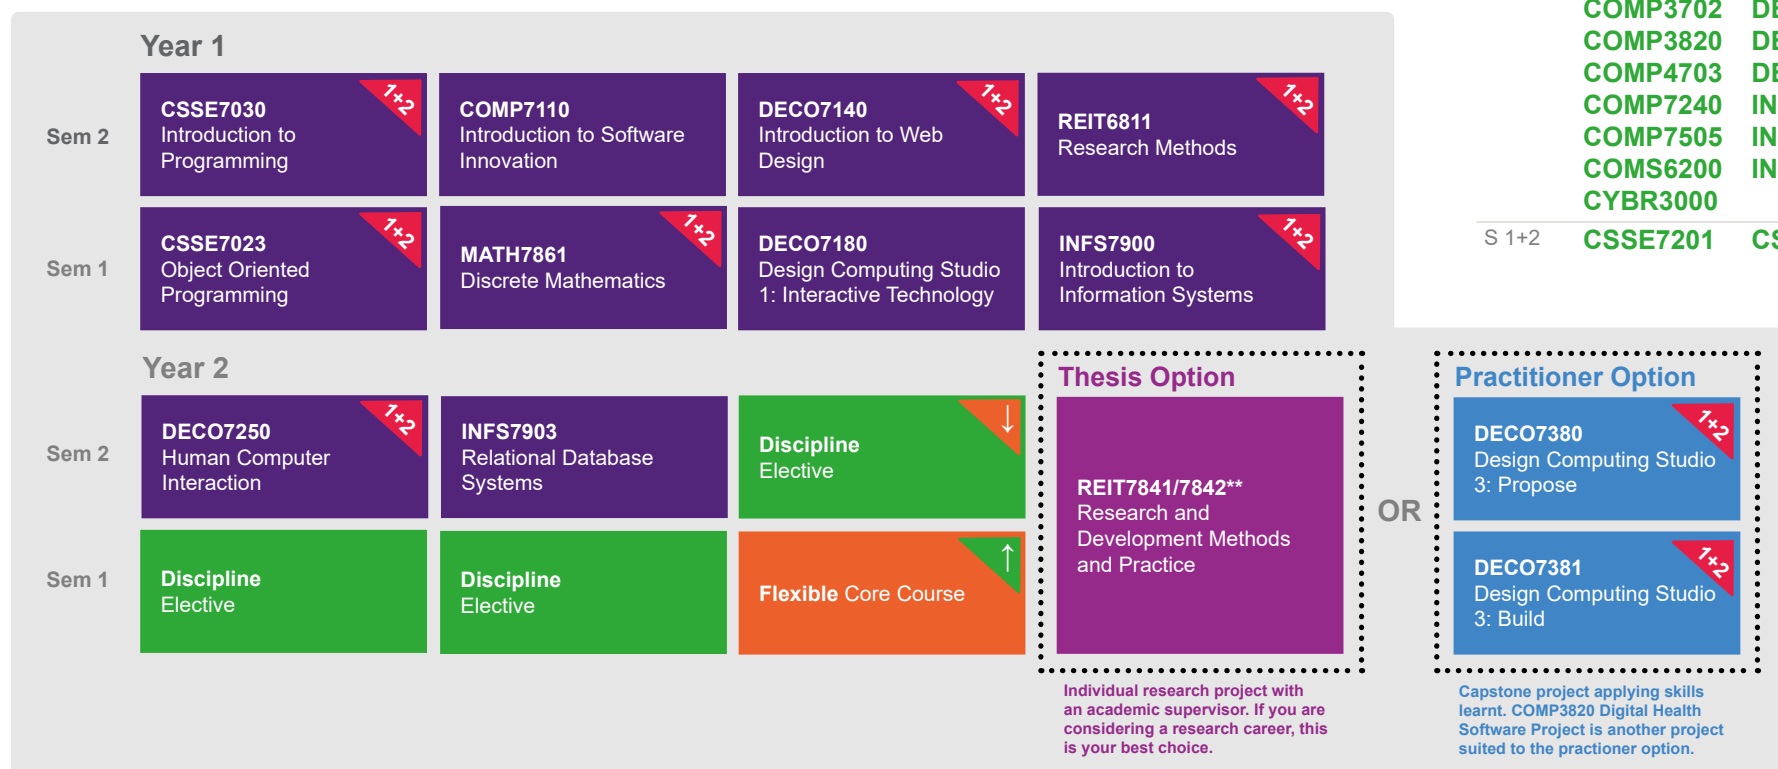 COMP3702 DE
COMP3820 DE
COMP4703 DE
COMP7240 IN
COMP7505 IN
COMS6200 IN
CYBR3000
S 1+2 CSSE7201 CS
Year 1
Sem 2
CSSE7030
Introduction to
Programming
1+2
COMP7110
Introduction to Software
Innovation
DECO7140
Introduction to Web
Design
1+2
REIT6811
Research Methods
1+2
Sem 1
CSSE7023
Object Oriented
Programming
1+2
MATH7861
Discrete Mathematics
1+2
DECO7180
Design Computing Studio
1: Interactive Technology
INFS7900
Introduction to
Information Systems
1+2
Year 2
Sem 2
DECO7250
Human Computer
Interaction
1+2
INFS7903
Relational Database
Systems
Discipline
Elective
↓
Sem 1
Discipline
Elective
Discipline
Elective
Flexible Core Course
↑
Thesis Option
REIT7841/7842**
Research and
Development Methods
and Practice
Individual research project with
an academic supervisor. If you are
considering a research career, this
is your best choice.
OR
Practitioner Option
DECO7380
Design Computing Studio
3: Propose
1+2
DECO7381
Design Computing Studio
3: Build
1+2
Capstone project applying skills
learnt. COMP3820 Digital Health
Software Project is another project
suited to the practioner option.